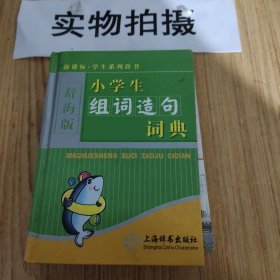 实物拍摄
新课标·学生系列辞书
辞海版
小学生
组词造句
词典
XIAOXUESHENG ZUCI ZAOJU CIDIAN
上海辞书出版社
Shanghai Cishu Chubanshe